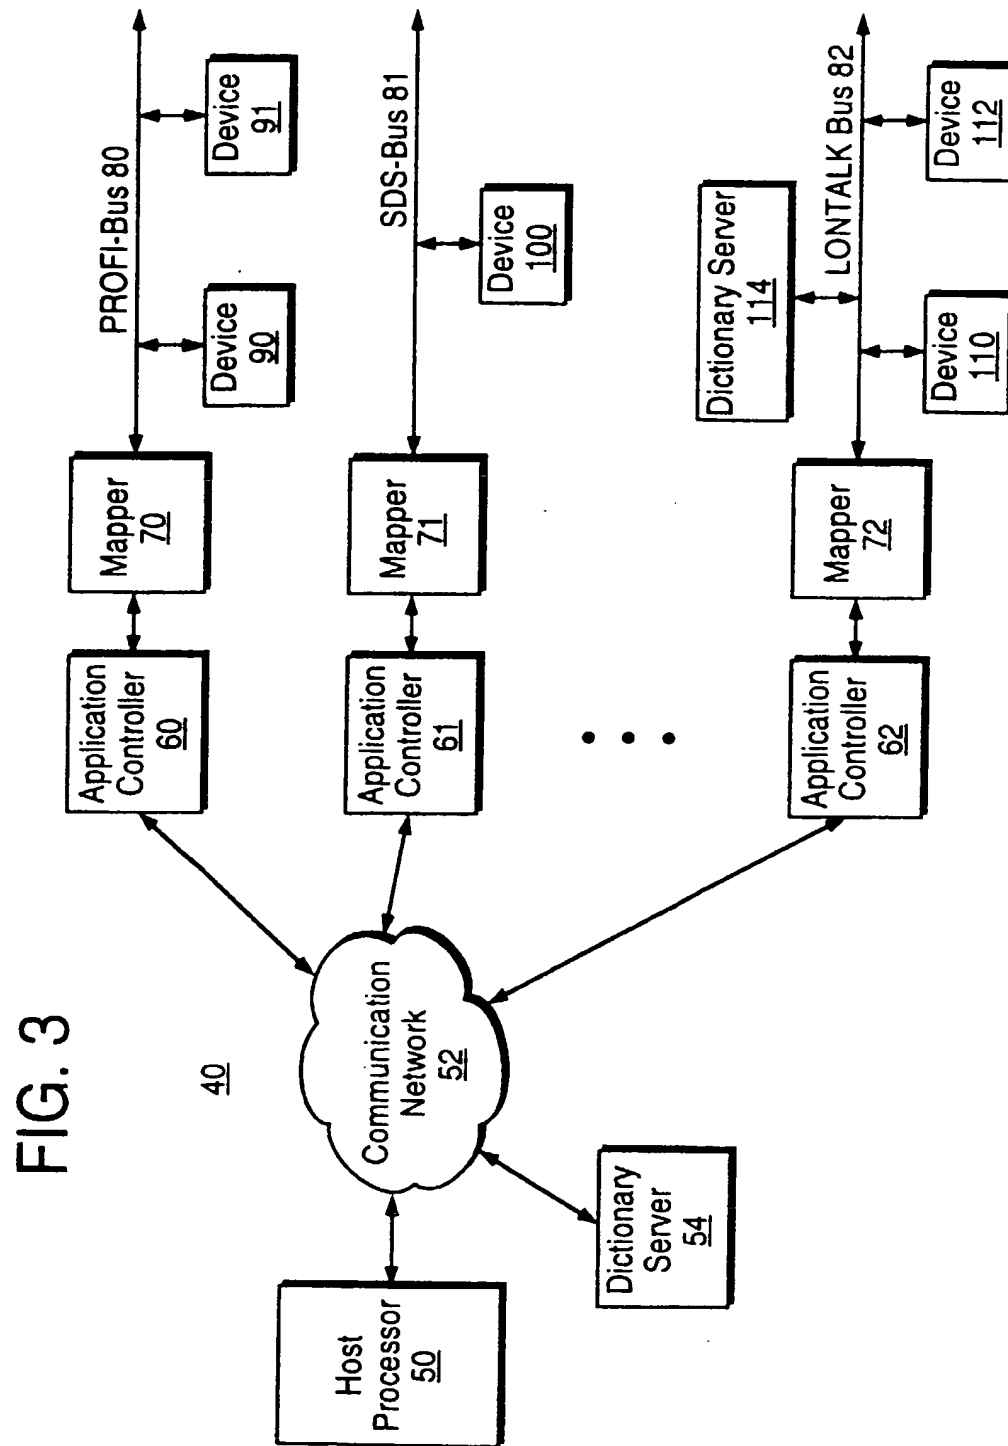 FIG. 3
40
Host
Processor
50
Communication
Network
52
Dictionary
Server
54
Application
Controller
60
Mapper
70
PROFI-Bus 80
Device
90
Device
91
Application
Controller
61
Mapper
71
SDS-Bus 81
Device
100
Application
Controller
62
Mapper
72
Dictionary Server
114
LONTALK Bus 82
Device
110
Device
112